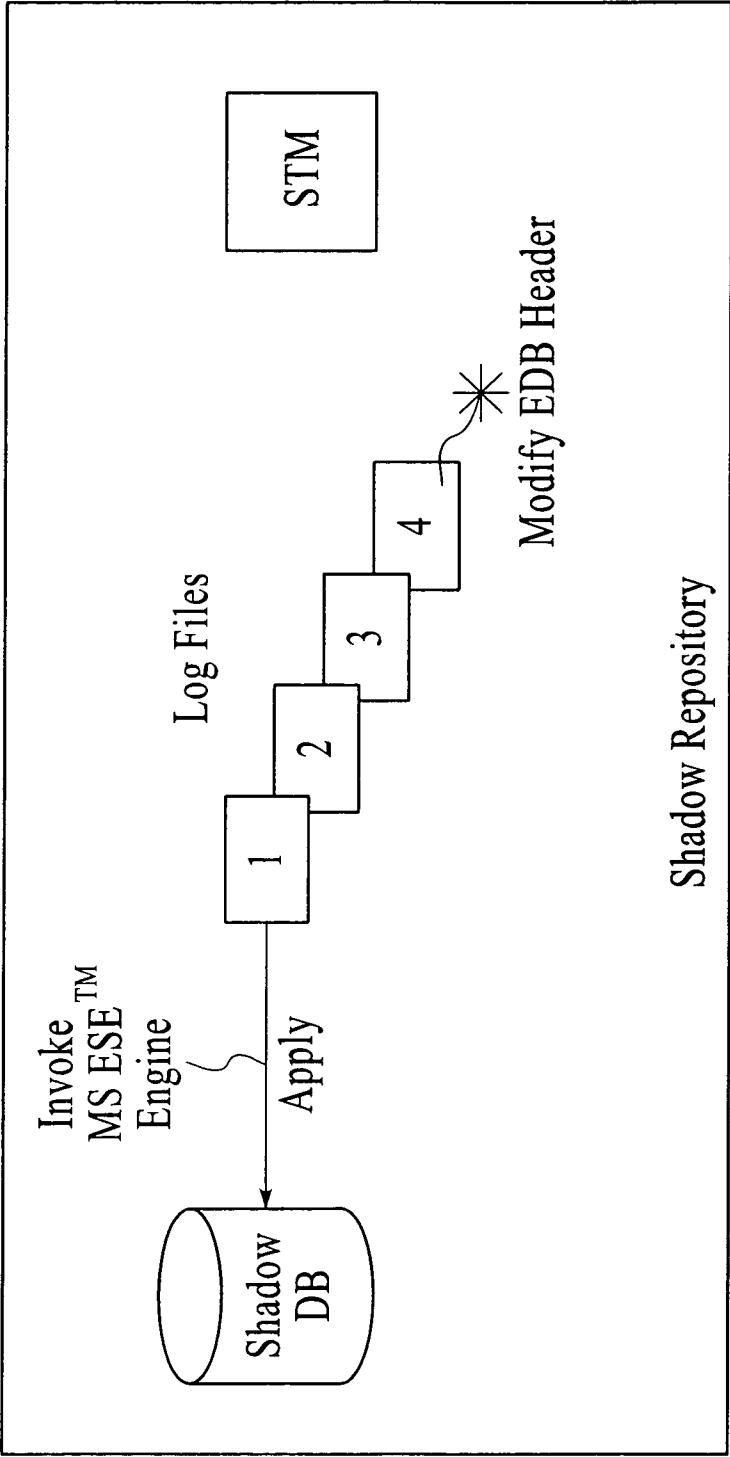 Invoke
MS ESE™
Engine
Apply
Shadow
DB
Log Files
1
2
3
4
Modify EDB Header
STM
Shadow Repository